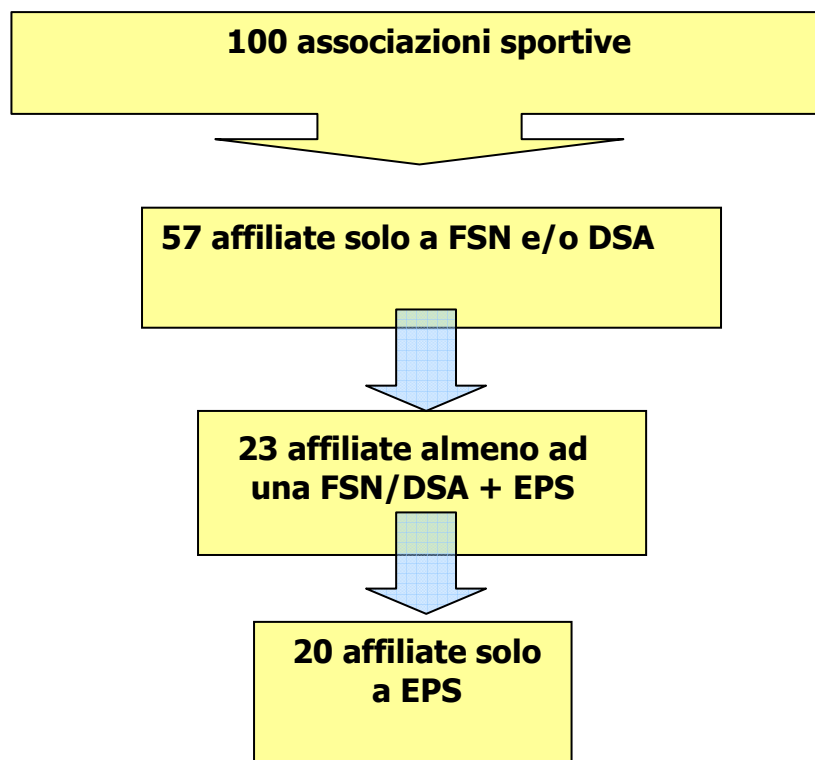 100 associazioni sportive
57 affiliate solo a FSN e/o DSA
23 affiliate almeno ad
una FSN/DSA + EPS
20 affiliate solo
a EPS